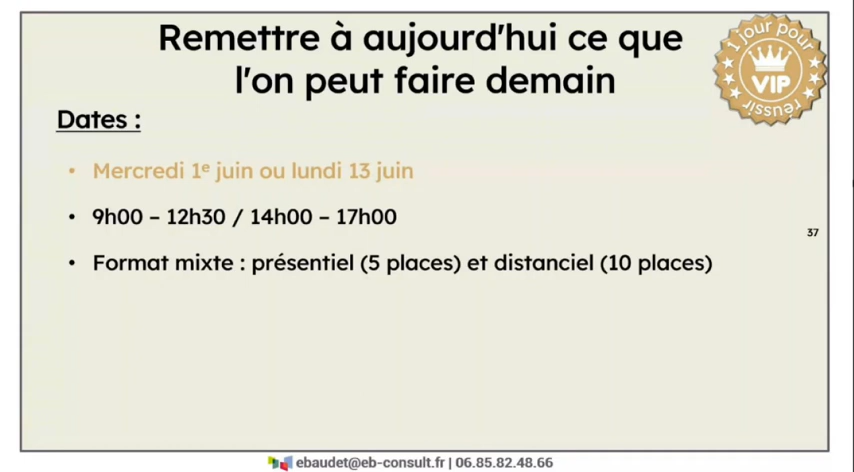 Remettre à aujourd'hui ce que
l'on peut faire demain
1 jour pour
VIP
réussir
Dates :
• Mercredi 1ᵉ juin ou lundi 13 juin
• 9h00 – 12h30 / 14h00 – 17h00
37
• Format mixte : présentiel (5 places) et distanciel (10 places)
ebaudet@eb-consult.fr | 06.85.82.48.66